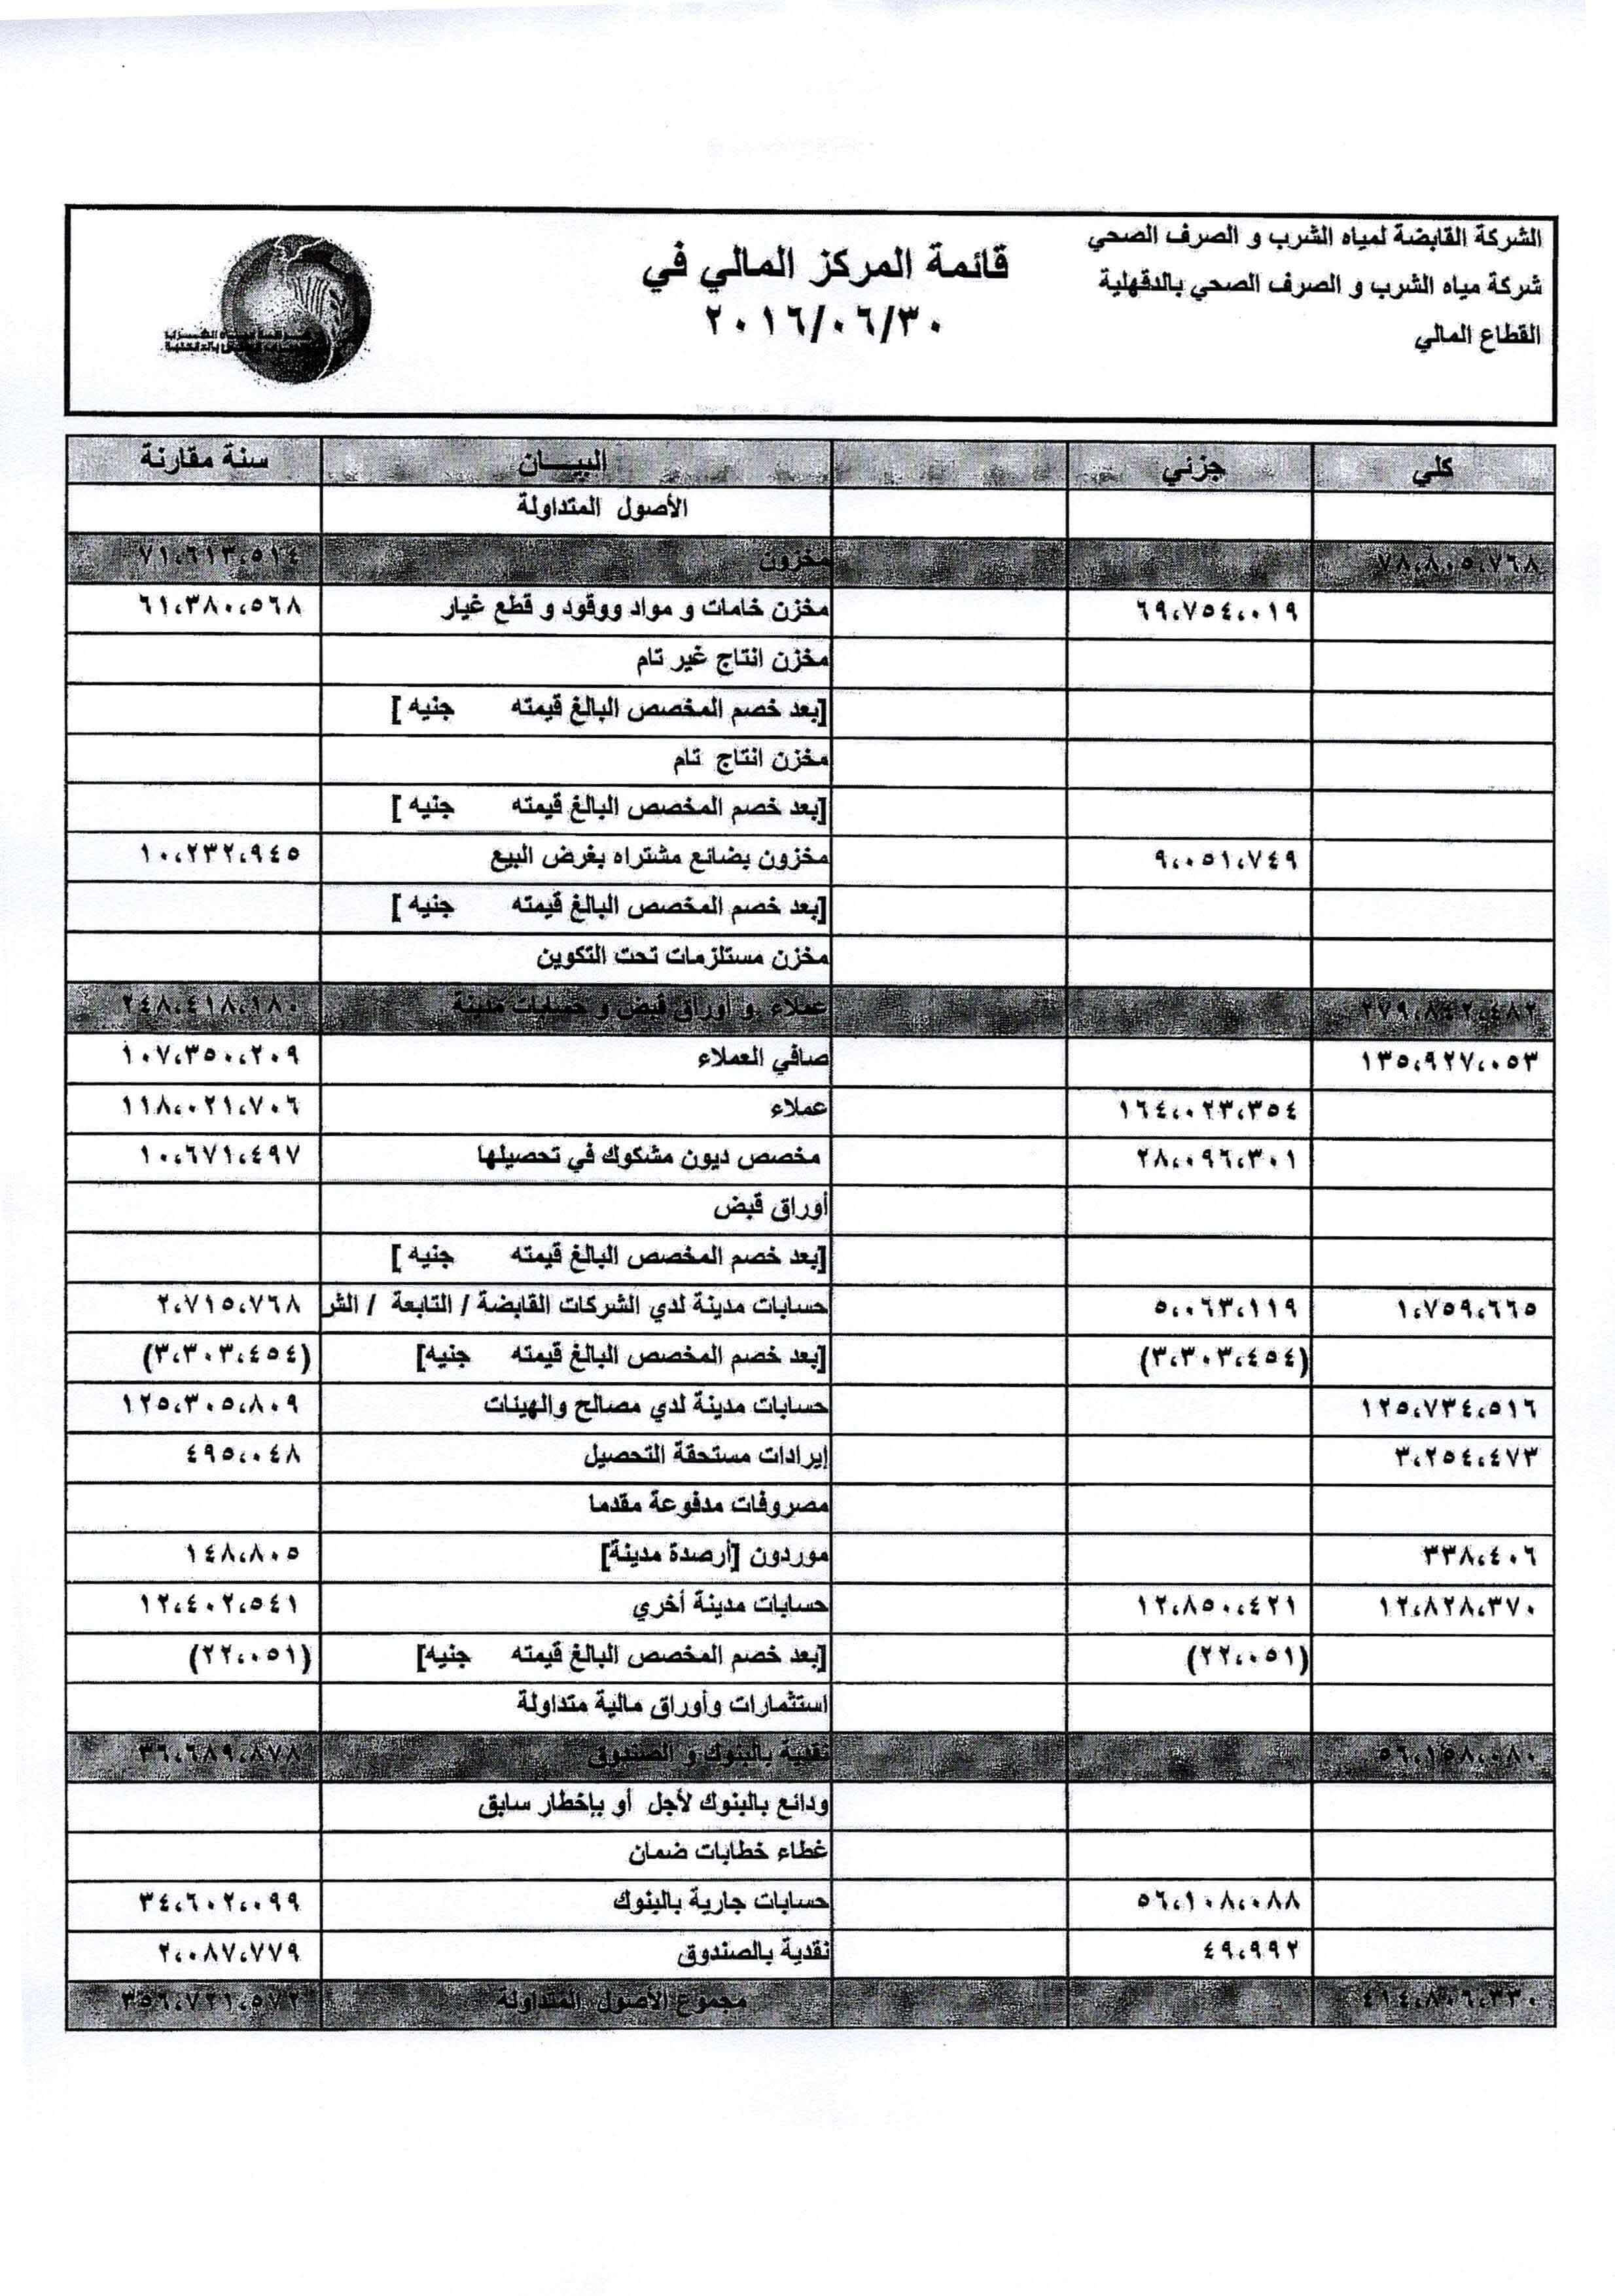 الشركة القابضة لمياه الشرب و الصرف الصحي
شركة مياه الشرب و الصرف الصحي بالدقهلية
القطاع المالي
قائمة المركز المالي في
٢٠١٦/٠٦/٣٠
كلي جزئي البيـــان سنة مقارنة
الأصول المتداولة
٧٨،٨٠٥،٧٦٨ مخزون ٧١،٦١٣،٥١٤
٦٩،٧٥٤،٠١٩ مخزن خامات و مواد ووقود و قطع غيار ٦١،٣٨٠،٥٦٨
مخزن انتاج غير تام
[بعد خصم المخصص البالغ قيمته جنيه ]
مخزن انتاج تام
[بعد خصم المخصص البالغ قيمته جنيه ]
٩،٠٥١،٧٤٩ مخزون بضائع مشتراه بغرض البيع ١٠،٢٣٢،٩٤٥
[بعد خصم المخصص البالغ قيمته جنيه ]
مخزن مستلزمات تحت التكوين
٢٧٩،٨٤٢،٤٨٢ عملاء و أوراق قبض و حسابات مدينة ٢٤٨،٤١٨،١٨٠
١٣٥،٩٢٧،٠٥٣ صافي العملاء ١٠٧،٣٥٠،٢٠٩
١٦٤،٠٢٣،٣٥٤ عملاء ١١٨،٠٢١،٧٠٦
٢٨،٠٩٦،٣٠١ مخصص ديون مشكوك في تحصيلها ١٠،٦٧١،٤٩٧
أوراق قبض
[بعد خصم المخصص البالغ قيمته جنيه ]
١،٧٥٩،٦٦٥ ٥،٠٦٣،١١٩ حسابات مدينة لدي الشركات القابضة / التابعة / الشر ٢،٧١٥،٧٦٨
(٣،٣٠٣،٤٥٤) [بعد خصم المخصص البالغ قيمته جنيه] (٣،٣٠٣،٤٥٤)
١٢٥،٧٣٤،٥١٦ حسابات مدينة لدي مصالح والهيئات ١٢٥،٣٠٥،٨٠٩
٣،٢٥٤،٤٧٣ إيرادات مستحقة التحصيل ٤٩٥،٠٤٨
مصروفات مدفوعة مقدما
٣٣٨،٤٠٦ موردون [أرصدة مدينة] ١٤٨،٨٠٥
١٢،٨٢٨،٣٧٠ ١٢،٨٥٠،٤٢١ حسابات مدينة أخري ١٢،٤٠٢،٥٤١
(٢٢،٠٥١) [بعد خصم المخصص البالغ قيمته جنيه] (٢٢،٠٥١)
استثمارات وأوراق مالية متداولة
٥٦،١٥٨،٠٨٠ نقدية بالبنوك و الصندوق ٣٦،٦٨٩،٨٧٨
ودائع بالبنوك لأجل أو بإخطار سابق
غطاء خطابات ضمان
٥٦،١٠٨،٠٨٨ حسابات جارية بالبنوك ٣٤،٦٠٢،٠٩٩
٤٩،٩٩٢ نقدية بالصندوق ٢،٠٨٧،٧٧٩
٤١٤،٨٠٦،٣٣٠ مجموع الأصول المتداولة ٣٥٦،٧٢١،٥٧٢